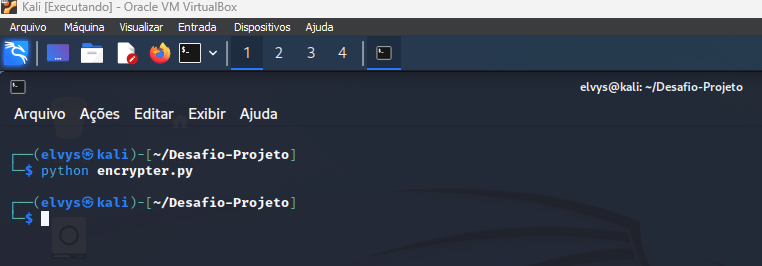 Kali [Executando] - Oracle VM VirtualBox
Arquivo Máquina Visualizar Entrada Dispositivos Ajuda
1 2 3 4
elvys@kali: ~/Desafio-Projeto
Arquivo Ações Editar Exibir Ajuda
┌──(elvys㉿kali)-[~/Desafio-Projeto]
└─$ python encrypter.py
┌──(elvys㉿kali)-[~/Desafio-Projeto]
└─$